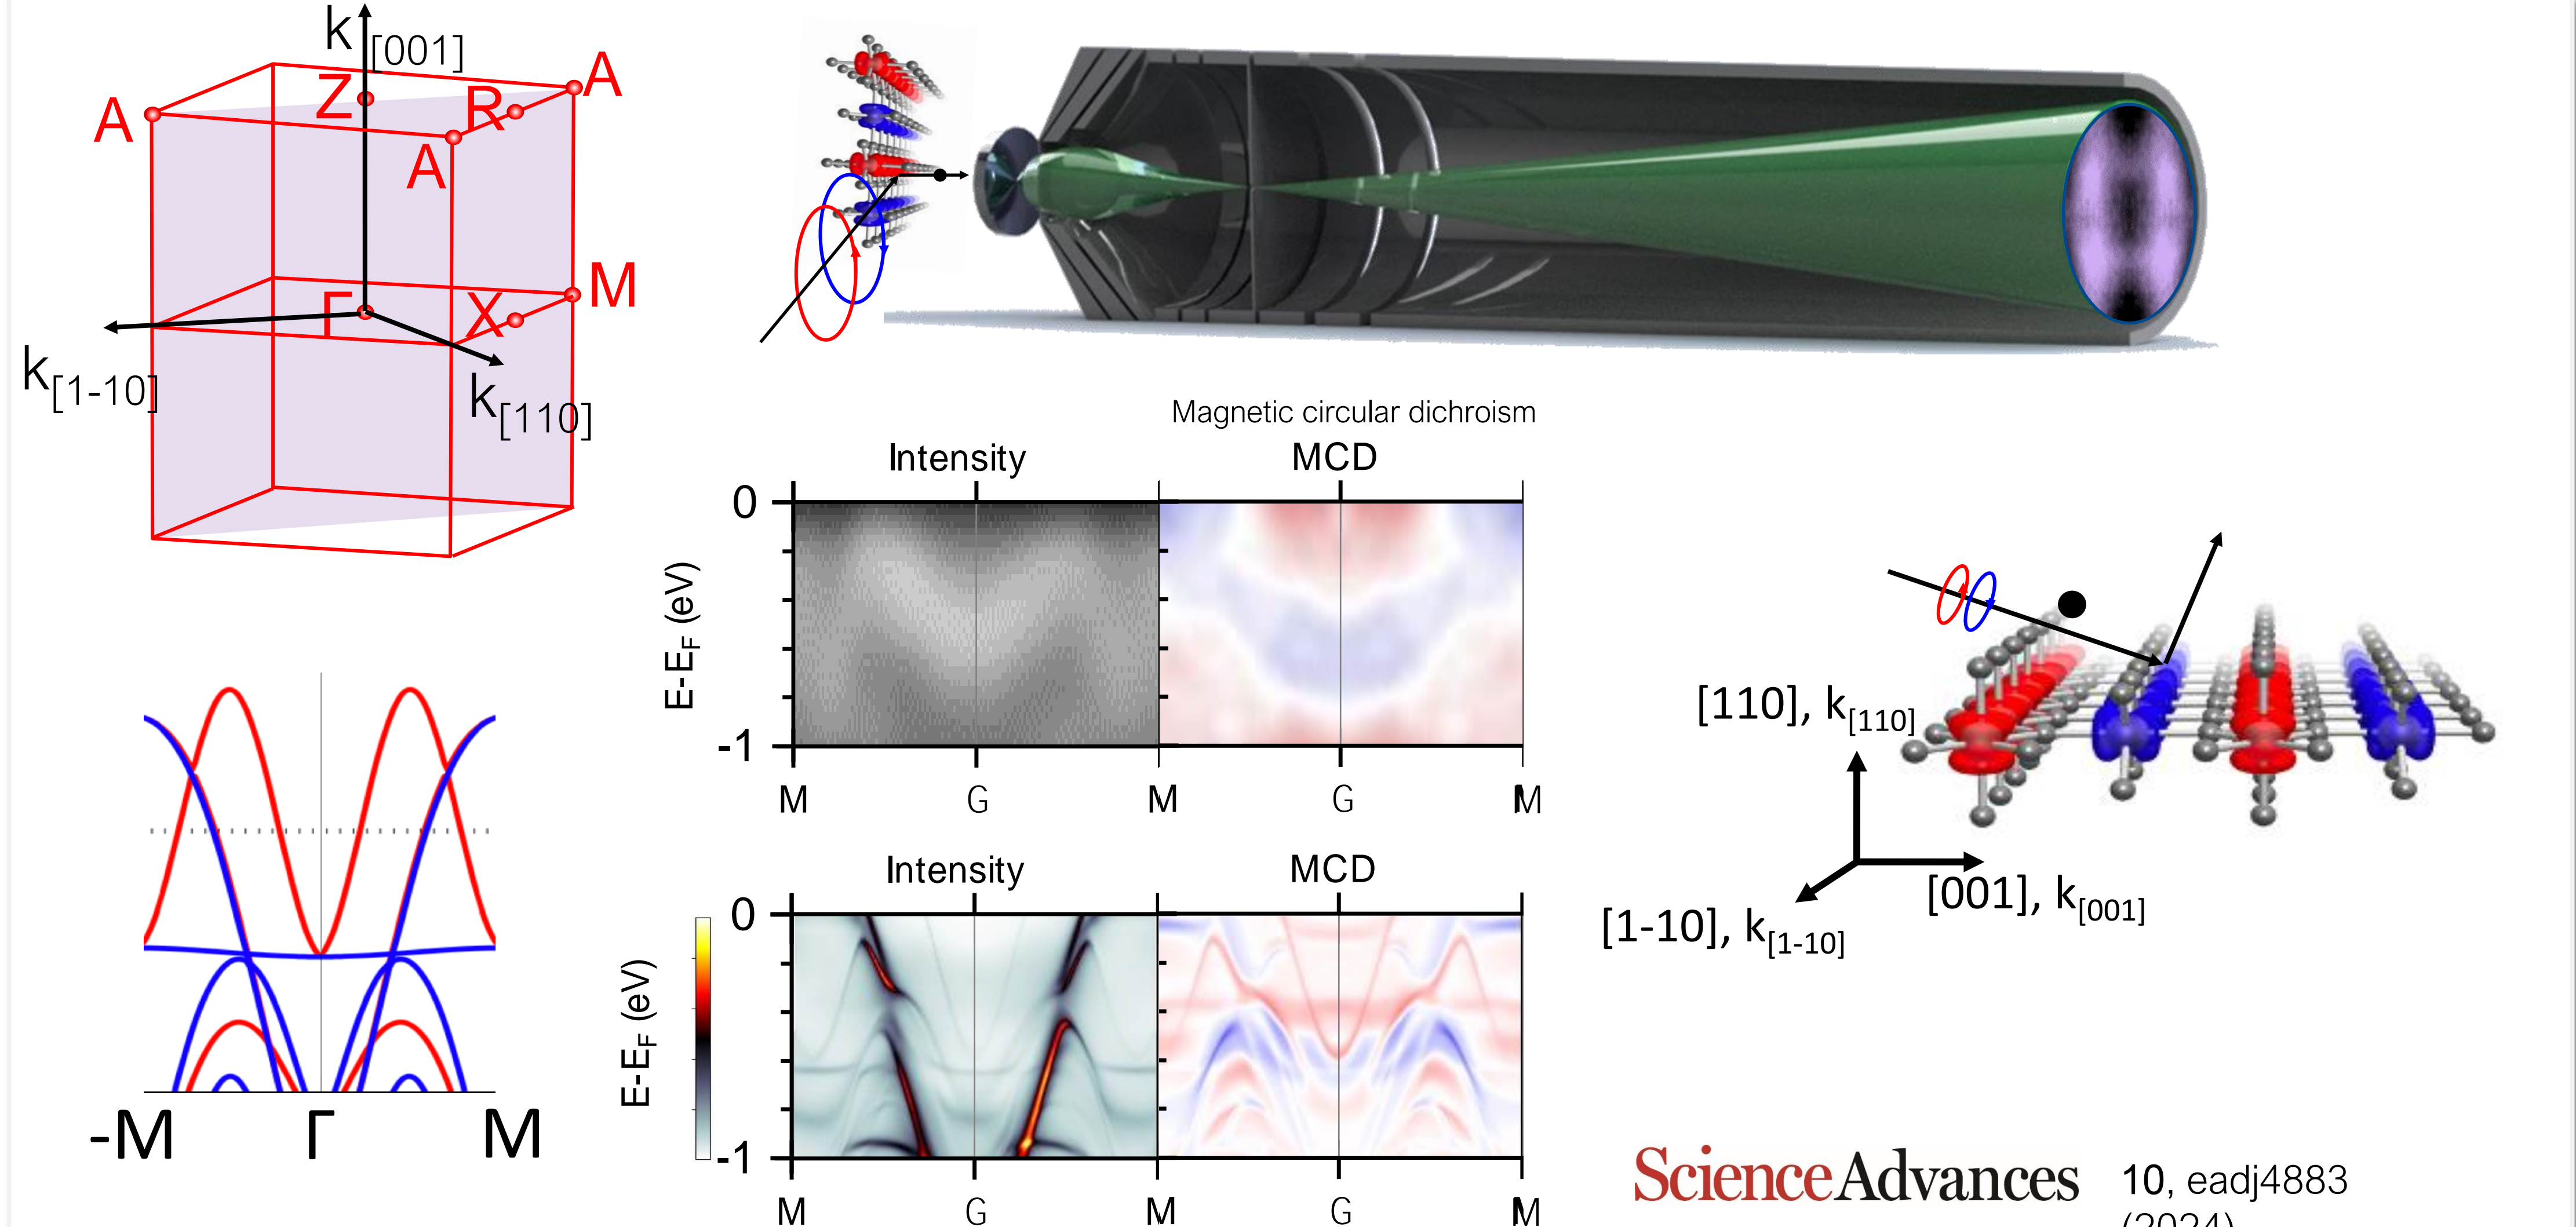 k[001]
Z
A
R
A
A
M
Γ
X
k[1-10]
k[110]
Magnetic circular dichroism
Intensity
MCD
0
E-EF (eV)
-1
M
G
M
G
M
Intensity
MCD
0
E-EF (eV)
-1
M
G
M
G
M
-M
Γ
M
[110], k[110]
[001], k[001]
[1-10], k[1-10]
ScienceAdvances
10, eadj4883
(2024)